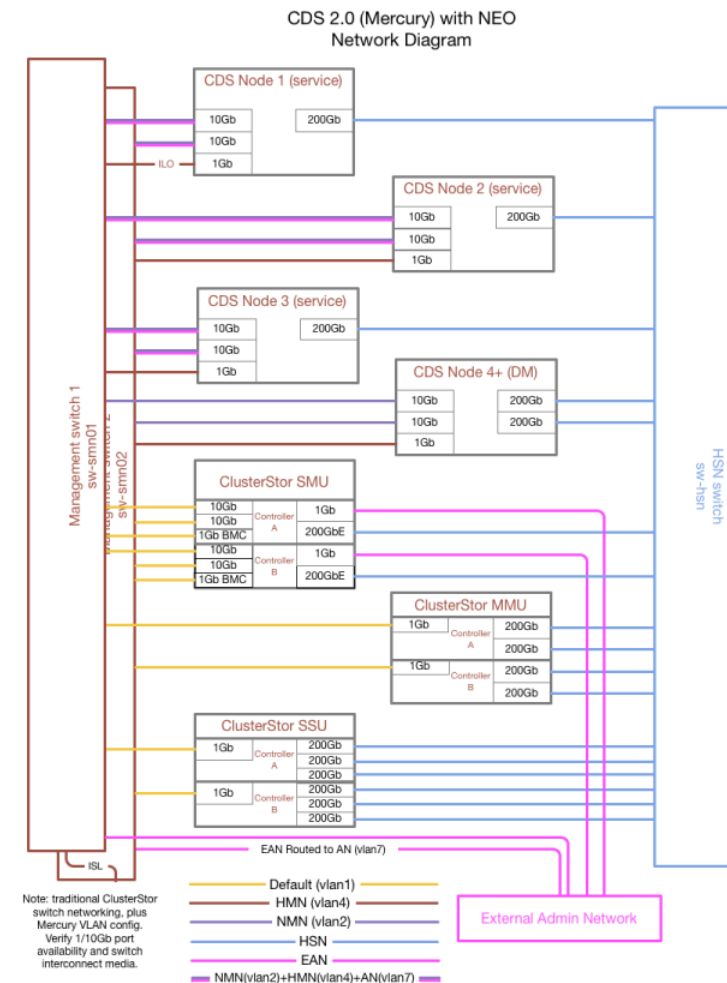 CDS 2.0 (Mercury) with NEO
Network Diagram
CDS Node 1 (service)
10Gb
200Gb
10Gb
1Gb
ILO
CDS Node 2 (service)
10Gb
200Gb
10Gb
1Gb
CDS Node 3 (service)
10Gb
200Gb
10Gb
1Gb
CDS Node 4+ (DM)
10Gb
200Gb
10Gb
200Gb
1Gb
Management switch 1
sw-smn01
Management switch 2
sw-smn02
HSN switch
sw-hsn
ClusterStor SMU
10Gb
10Gb
1Gb BMC
Controller
A
1Gb
200GbE
10Gb
10Gb
1Gb BMC
Controller
B
1Gb
200GbE
ClusterStor MMU
1Gb
Controller
A
200Gb
200Gb
1Gb
Controller
B
200Gb
200Gb
ClusterStor SSU
1Gb
Controller
A
200Gb
200Gb
200Gb
1Gb
Controller
B
200Gb
200Gb
200Gb
EAN Routed to AN (vlan7)
ISL
Note: traditional ClusterStor
switch networking, plus
Mercury VLAN config.
Verify 1/10Gb port
availability and switch
interconnect media.
Default (vlan1)
HMN (vlan4)
NMN (vlan2)
HSN
EAN
NMN(vlan2)+HMN(vlan4)+AN(vlan7)
External Admin Network